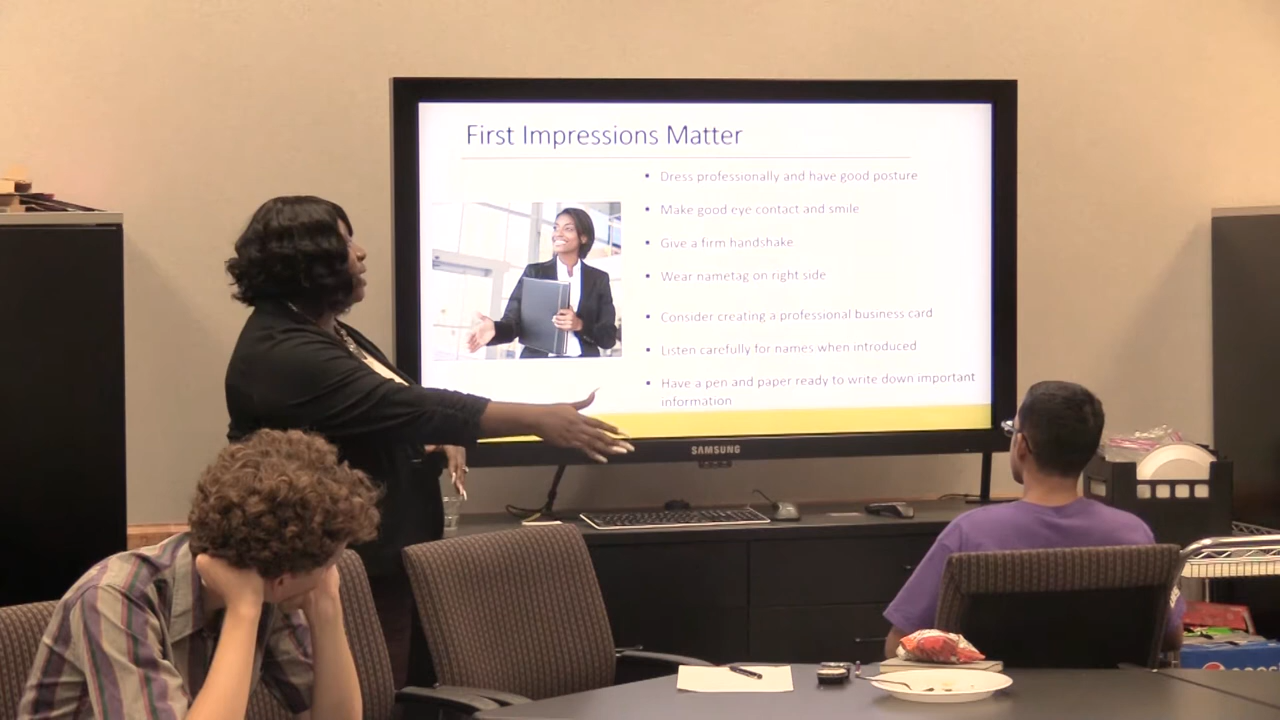 First Impressions Matter
• Dress professionally and have good posture
• Make good eye contact and smile
• Give a firm handshake
• Wear nametag on right side
• Consider creating a professional business card
• Listen carefully for names when introduced
• Have a pen and paper ready to write down important
information
SAMSUNG
pepsi